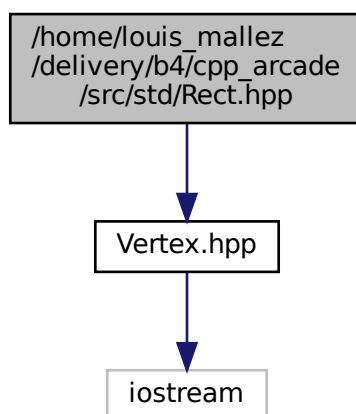 /home/louis_mallez
/delivery/b4/cpp_arcade
/src/std/Rect.hpp
Vertex.hpp
iostream